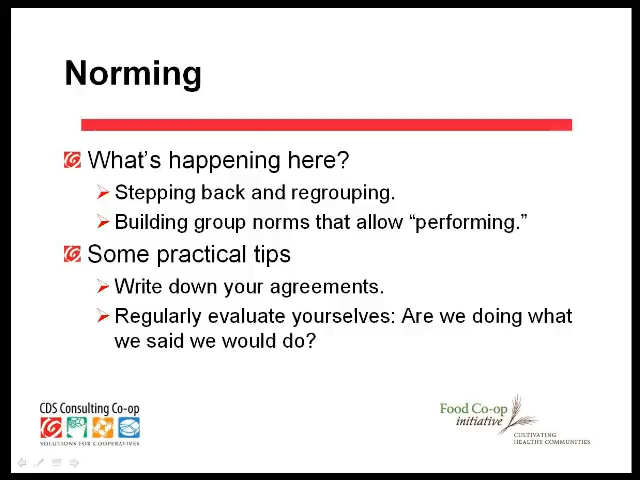 Norming
What's happening here?
Stepping back and regrouping.
Building group norms that allow “performing.”
Some practical tips
Write down your agreements.
Regularly evaluate yourselves: Are we doing what
we said we would do?
CDS Consulting Co-op
SOLUTIONS FOR COOPERATIVES
Food Co-op
initiative
CULTIVATING
HEALTHY COMMUNITIES